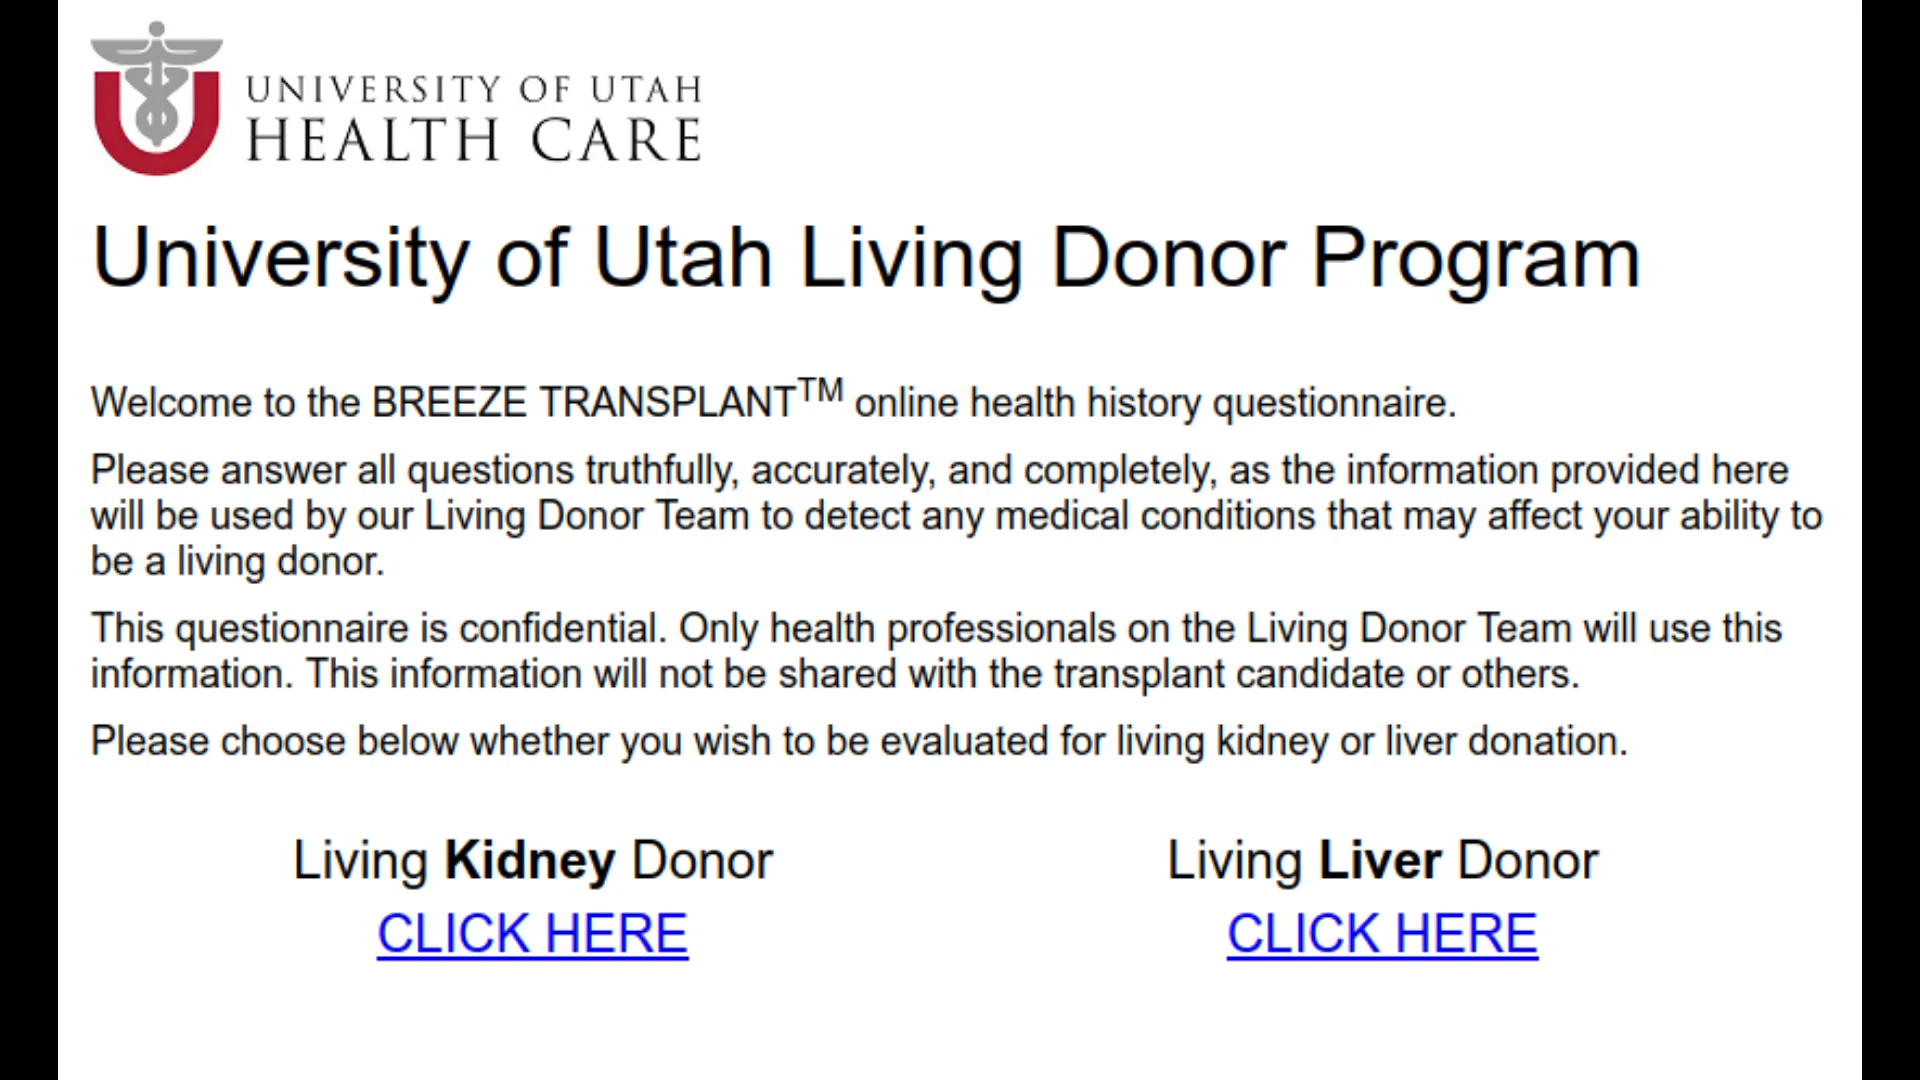 UNIVERSITY OF UTAH
HEALTH CARE
University of Utah Living Donor Program
Welcome to the BREEZE TRANSPLANT™ online health history questionnaire.
Please answer all questions truthfully, accurately, and completely, as the information provided here
will be used by our Living Donor Team to detect any medical conditions that may affect your ability to
be a living donor.
This questionnaire is confidential. Only health professionals on the Living Donor Team will use this
information. This information will not be shared with the transplant candidate or others.
Please choose below whether you wish to be evaluated for living kidney or liver donation.
Living Kidney Donor
CLICK HERE
Living Liver Donor
CLICK HERE